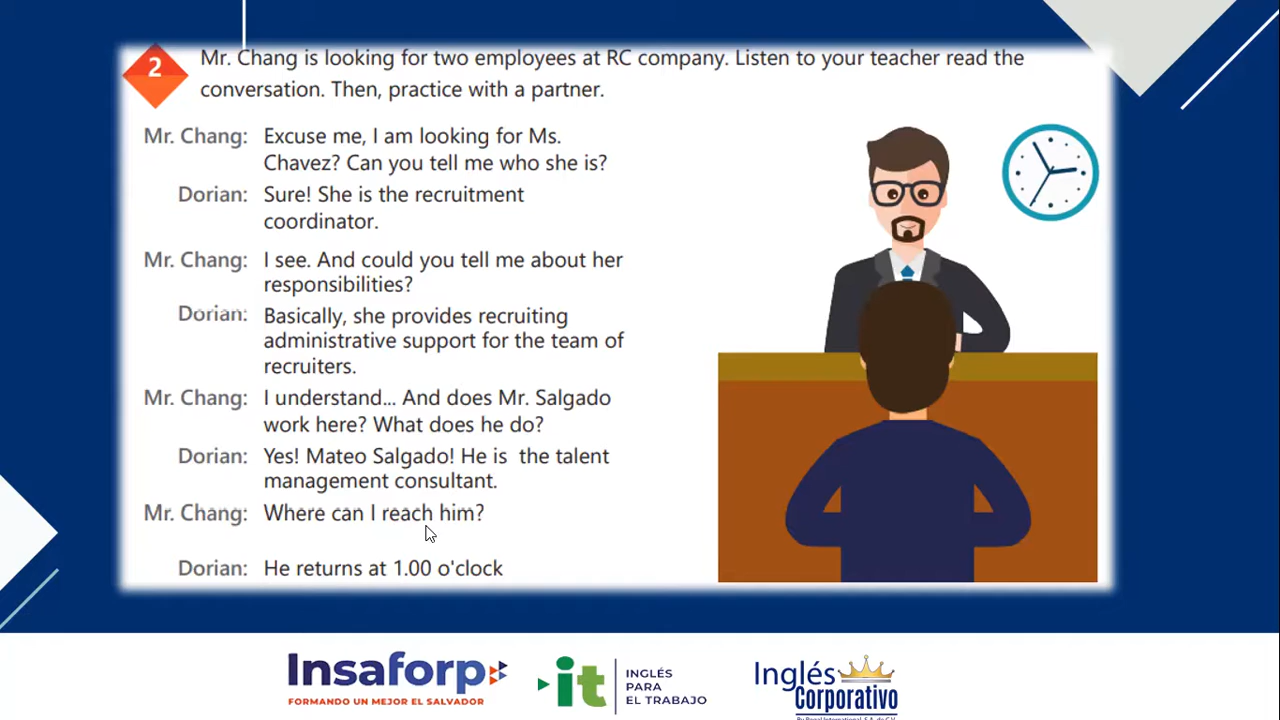 2
Mr. Chang is looking for two employees at RC company. Listen to your teacher read the
conversation. Then, practice with a partner.
Mr. Chang: Excuse me, I am looking for Ms.
Chavez? Can you tell me who she is?
Dorian: Sure! She is the recruitment
coordinator.
Mr. Chang: I see. And could you tell me about her
responsibilities?
Dorian: Basically, she provides recruiting
administrative support for the team of
recruiters.
Mr. Chang: I understand... And does Mr. Salgado
work here? What does he do?
Dorian: Yes! Mateo Salgado! He is the talent
management consultant.
Mr. Chang: Where can I reach him?
Dorian: He returns at 1.00 o'clock
Insaforp
FORMANDO UN MEJOR EL SALVADOR
it
INGLÉS
PARA
EL TRABAJO
Inglés
Corporativo